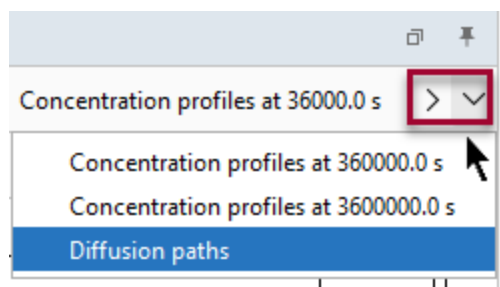 Concentration profiles at 36000.0 s
Concentration profiles at 360000.0 s
Concentration profiles at 3600000.0 s
Diffusion paths